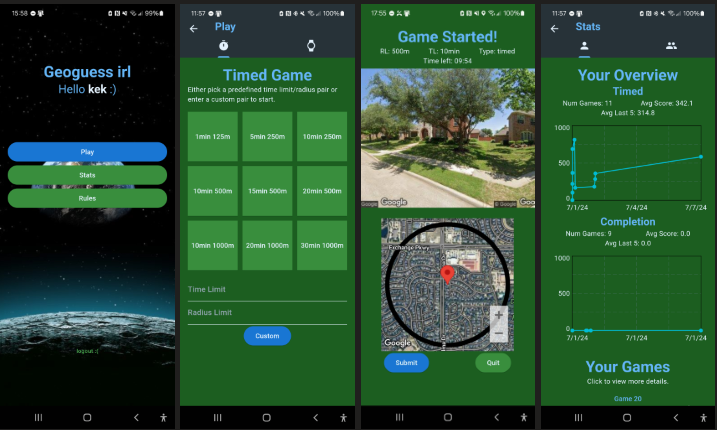 15:58
99%
Geoguess irl
Hello kek :)
Play
Stats
Rules
logout :(
11:57
100%
Play
Timed Game
Either pick a predefined time limit/radius pair or
enter a custom pair to start.
1min 125m
5min 250m
10min 250m
10min 500m
15min 500m
20min 500m
10min 1000m
20min 1000m
30min 1000m
Time Limit
Radius Limit
Custom
17:55
100%
Game Started!
RL: 500m
TL: 10min
Type: timed
Time left: 09:54
Google
Google
© Goo
Exchange Pkwy
Google
Submit
Quit
11:57
100%
Stats
Your Overview
Timed
Num Games: 11
Avg Score: 342.1
Avg Last 5: 314.8
1000
500
0
7/1/24
7/4/24
7/7/24
Completion
Num Games: 9
Avg Score: 0.0
Avg Last 5: 0.0
1000
500
0
7/1/24
7/4/24
7/7/24
Your Games
Click to view more details.
Game 20